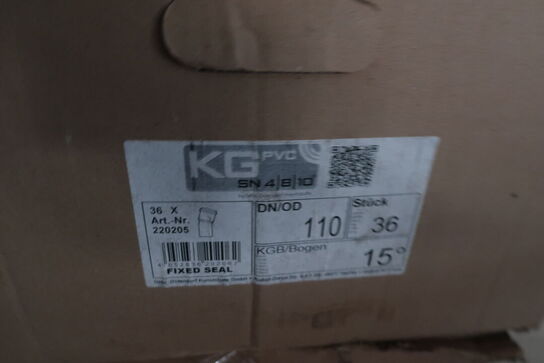 KG PVC
SN 4|8|10
36 X
Art.-Nr.
220205
FIXED SEAL
DN/OD
110
Stück
36
KGB/Bogen
15°